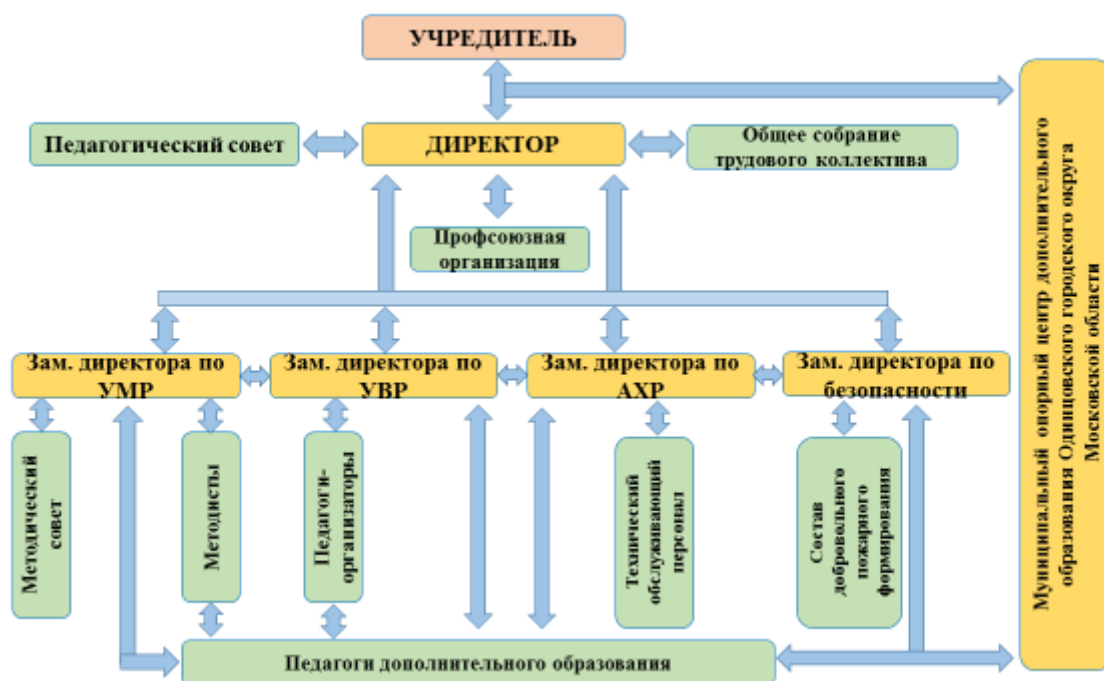 УЧРЕДИТЕЛЬ
Педагогический совет
ДИРЕКТОР
Общее собрание
трудового коллектива
Профсоюзная
организация
Зам. директора по
УМР
Зам. директора по
УВР
Зам. директора по
АХР
Зам. директора по
безопасности
Методический
совет
Методисты
Педагоги-
организаторы
Технический
обслуживающий
персонал
Состав
добровольного
пожарного
формирования
Педагоги дополнительного образования
Муниципальный опорный центр дополнительного
образования Одинцовского городского округа
Московской области